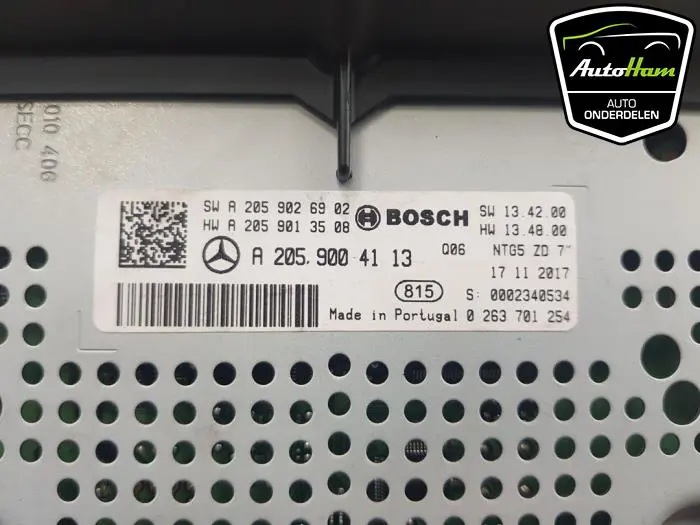 AutoHam
AUTO
ONDERDELEN
010 406
SECC
SW A 205 902 69 02
HW A 205 901 35 08
BOSCH
SW 13.42.00
HW 13.48.00
A 205.900 41 13
Q06
NTG5 ZD 7"
17 11 2017
815
S: 0002340534
Made in Portugal 0 263 701 254